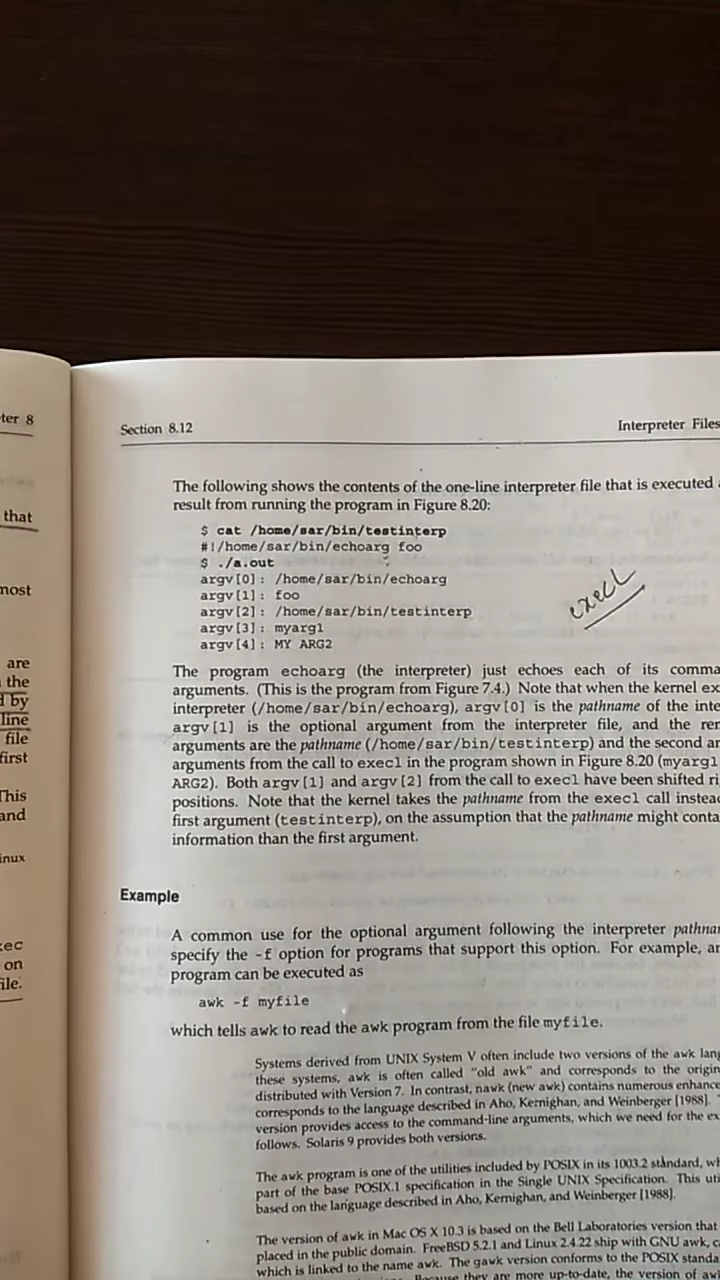 ter 8
that
most
are
the
d by
line
file
first
This
and
inux
on
ile.
Section 8.12
Interpreter Files
The following shows the contents of the one-line interpreter file that is executed
result from running the program in Figure 8.20:
$ cat /home/sar/bin/testinterp
#!/home/sar/bin/echoarg foo
$ ./a.out
argv[0]: /home/sar/bin/echoarg
argv[1]: foo
argv[2]: /home/sar/bin/testinterp
argv[3]: myarg1
argv[4]: MY ARG2
execl
The program echoarg (the interpreter) just echoes each of its comma
arguments. (This is the program from Figure 7.4.) Note that when the kernel ex
interpreter (/home/sar/bin/echoarg), argv[0] is the pathname of the inte
argv[1] is the optional argument from the interpreter file, and the rem
arguments are the pathname (/home/sar/bin/testinterp) and the second ar
arguments from the call to execl in the program shown in Figure 8.20 (myarg1
ARG2). Both argv[1] and argv[2] from the call to execl have been shifted ri
positions. Note that the kernel takes the pathname from the execl call instea
first argument (testinterp), on the assumption that the pathname might conta
information than the first argument.
Example
A common use for the optional argument following the interpreter pathna
specify the -f option for programs that support this option. For example, an
program can be executed as
awk -f myfile
which tells awk to read the awk program from the file myfile.
Systems derived from UNIX System V often include two versions of the awk lang
these systems, awk is often called "old awk" and corresponds to the origin
distributed with Version 7. In contrast, nawk (new awk) contains numerous enhance
corresponds to the language described in Aho, Kernighan, and Weinberger [1988].
version provides access to the command-line arguments, which we need for the ex
follows. Solaris 9 provides both versions.
The awk program is one of the utilities included by POSIX in its 1003.2 standard, wh
part of the base POSIX.1 specification in the Single UNIX Specification. This uti
based on the language described in Aho, Kernighan, and Weinberger [1988].
The version of awk in Mac OS X 10.3 is based on the Bell Laboratories version that
placed in the public domain. FreeBSD 5.2.1 and Linux 2.4.22 ship with GNU awk, c
which is linked to the name awk. The gawk version conforms to the POSIX standa
Because they are more up-to-date, the version of aw